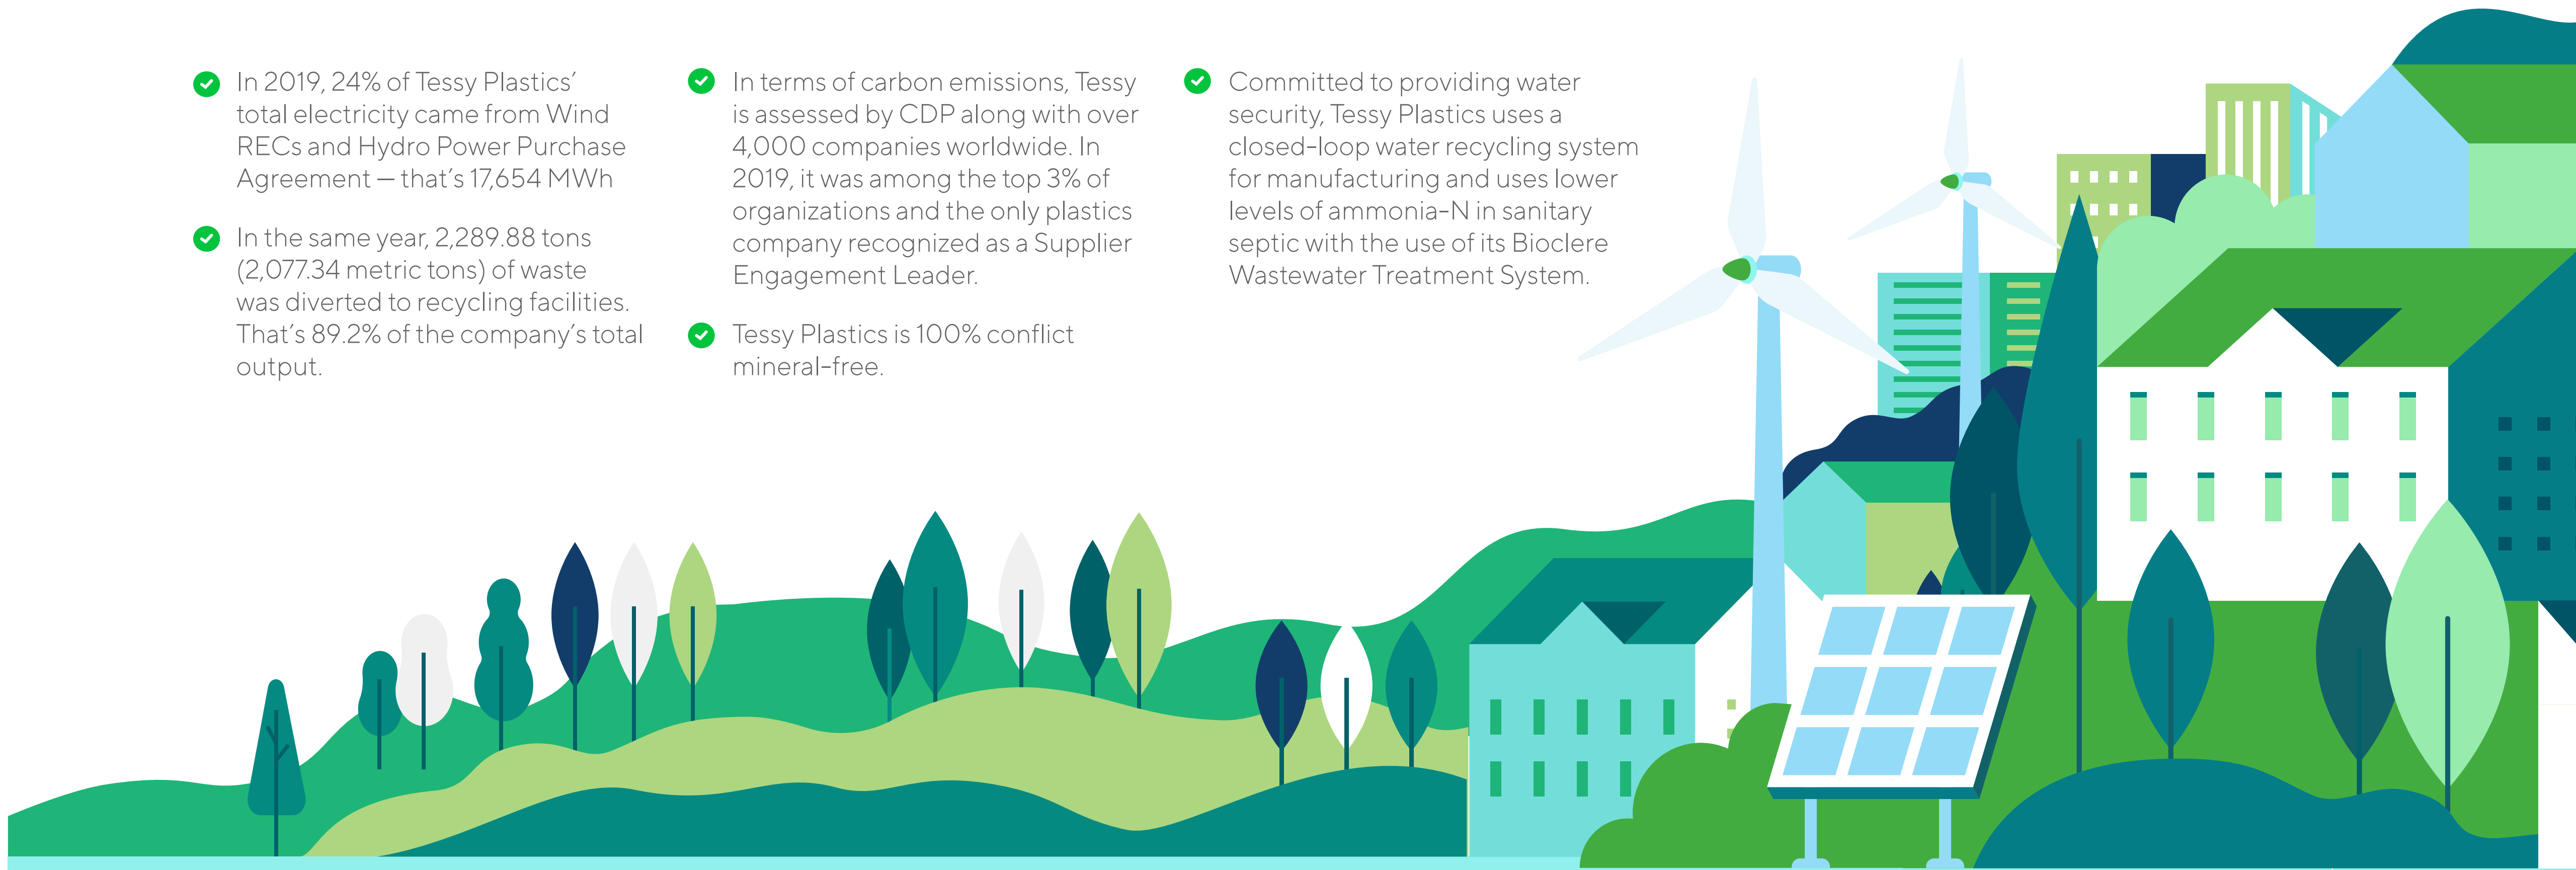 In 2019, 24% of Tessy Plastics’
total electricity came from Wind
RECs and Hydro Power Purchase
Agreement — that’s 17,654 MWh
In the same year, 2,289.88 tons
(2,077.34 metric tons) of waste
was diverted to recycling facilities.
That’s 89.2% of the company’s total
output.
In terms of carbon emissions, Tessy
is assessed by CDP along with over
4,000 companies worldwide. In
2019, it was among the top 3% of
organizations and the only plastics
company recognized as a Supplier
Engagement Leader.
Tessy Plastics is 100% conflict
mineral-free.
Committed to providing water
security, Tessy Plastics uses a
closed-loop water recycling system
for manufacturing and uses lower
levels of ammonia-N in sanitary
septic with the use of its Bioclere
Wastewater Treatment System.